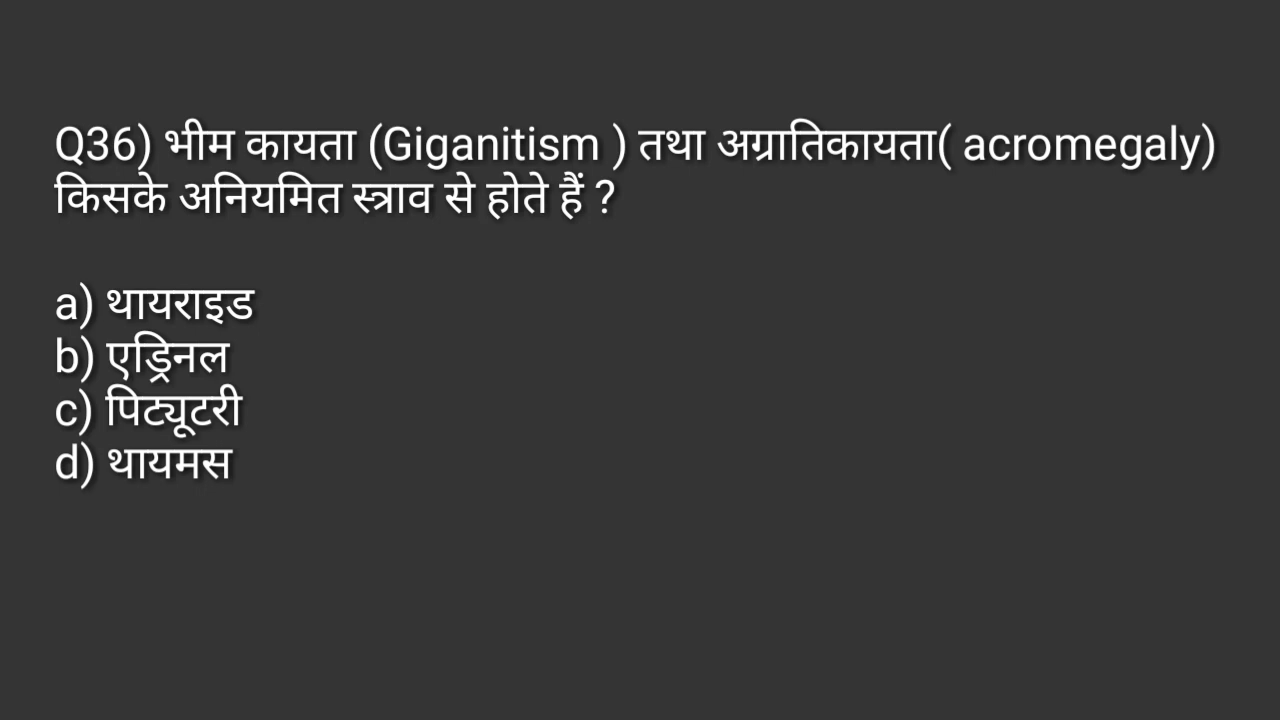 Q36) भीम कायता (Giganitism ) तथा अग्रातिकायता( acromegaly)
किसके अनियमित स्त्राव से होते हैं ?
a) थायराइड
b) एड्रिनल
c) पिट्यूटरी
d) थायमस